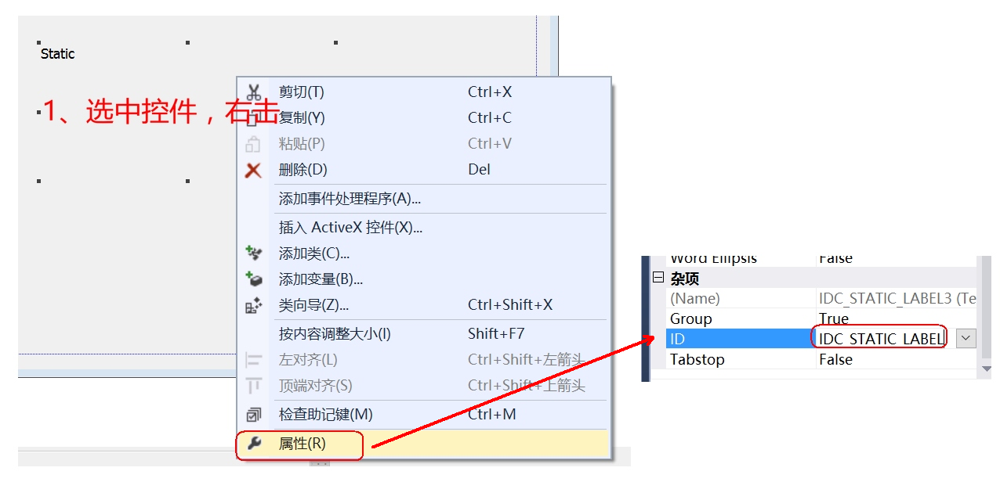 Static
1、选中控件，右击
剪切(T) Ctrl+X
复制(Y) Ctrl+C
粘贴(P) Ctrl+V
删除(D) Del
添加事件处理程序(A)...
插入 ActiveX 控件(X)...
添加类(C)...
添加变量(B)...
类向导(Z)... Ctrl+Shift+X
按内容调整大小(I) Shift+F7
左对齐(L) Ctrl+Shift+左箭头
顶端对齐(S) Ctrl+Shift+上箭头
检查助记键(M) Ctrl+M
属性(R)
Word Ellipsis False
杂项
(Name) IDC_STATIC_LABEL3 (Te
Group True
ID IDC_STATIC_LABEL
Tabstop False